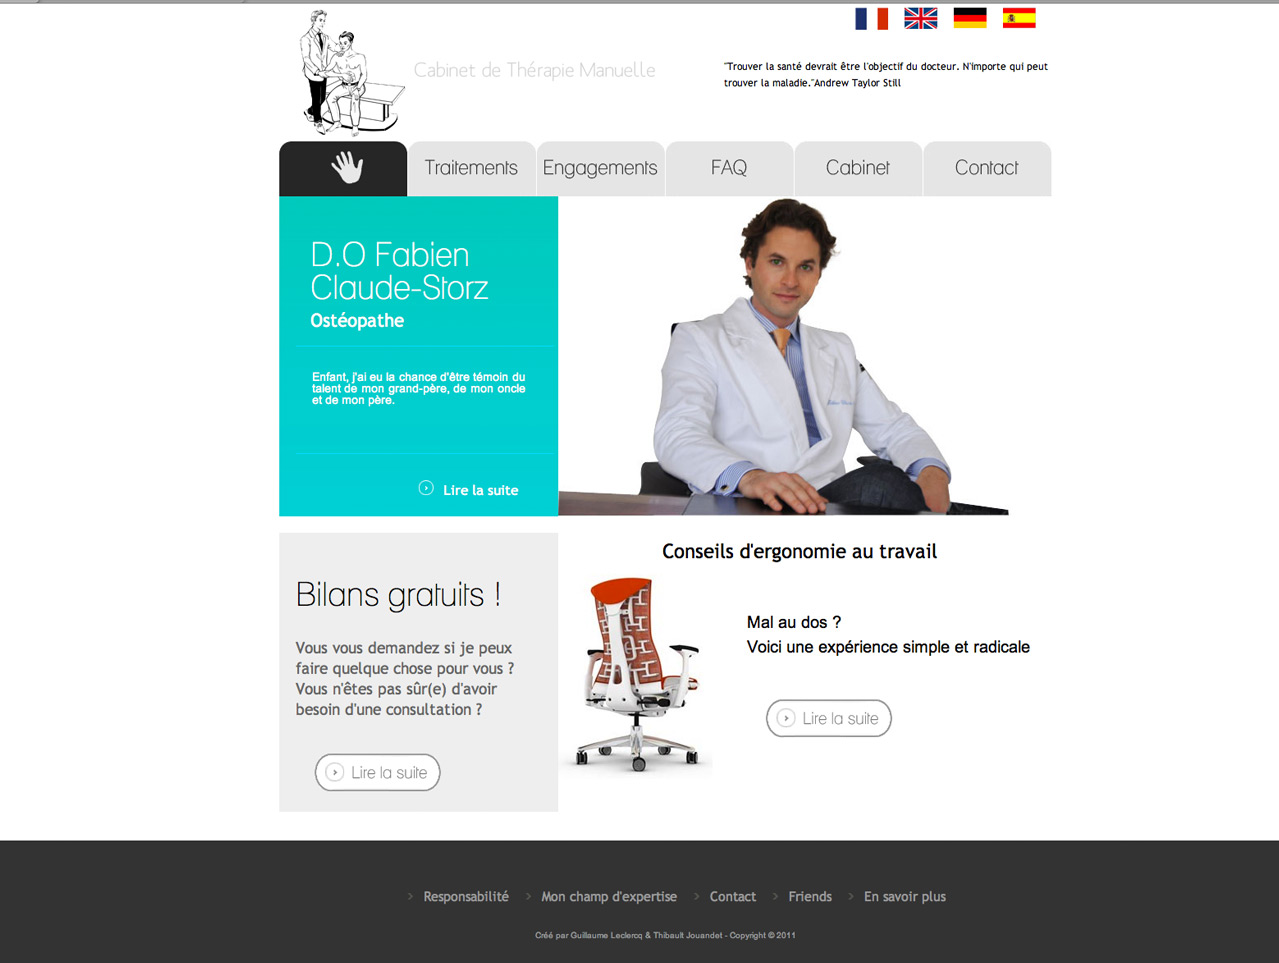 Cabinet de Thérapie Manuelle
"Trouver la santé devrait être l'objectif du docteur. N'importe qui peut
trouver la maladie."Andrew Taylor Still
Traitements
Engagements
FAQ
Cabinet
Contact
D.O Fabien
Claude-Storz
Ostéopathe
Enfant, j'ai eu la chance d'être témoin du
talent de mon grand-père, de mon oncle
et de mon père.
Lire la suite
Bilans gratuits !
Vous vous demandez si je peux
faire quelque chose pour vous ?
Vous n'êtes pas sûr(e) d'avoir
besoin d'une consultation ?
Lire la suite
Conseils d'ergonomie au travail
Mal au dos ?
Voici une expérience simple et radicale
Lire la suite
Responsabilité
Mon champ d'expertise
Contact
Friends
En savoir plus
Créé par Guillaume Leclercq & Thibault Jouandet - Copyright © 2011